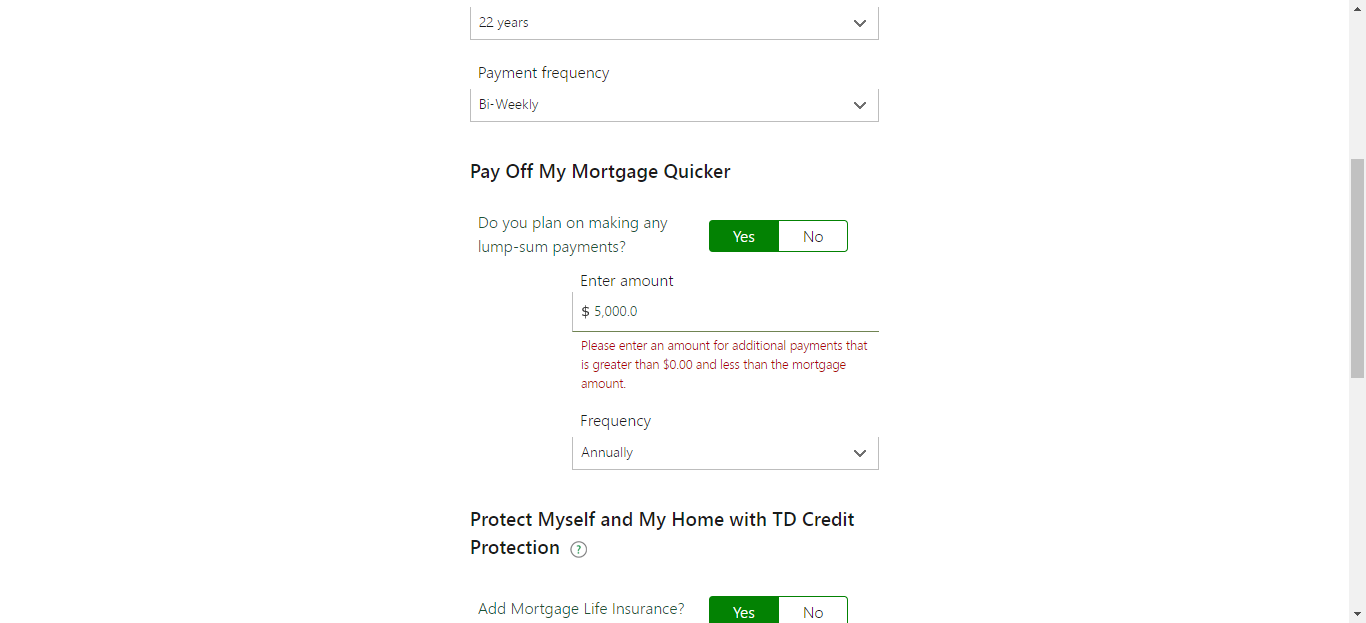 22 years
Payment frequency
Bi-Weekly
Pay Off My Mortgage Quicker
Do you plan on making any
lump-sum payments?
Yes
No
Enter amount
$ 5,000.0
Please enter an amount for additional payments that
is greater than $0.00 and less than the mortgage
amount.
Frequency
Annually
Protect Myself and My Home with TD Credit
Protection ?
Add Mortgage Life Insurance?
Yes
No